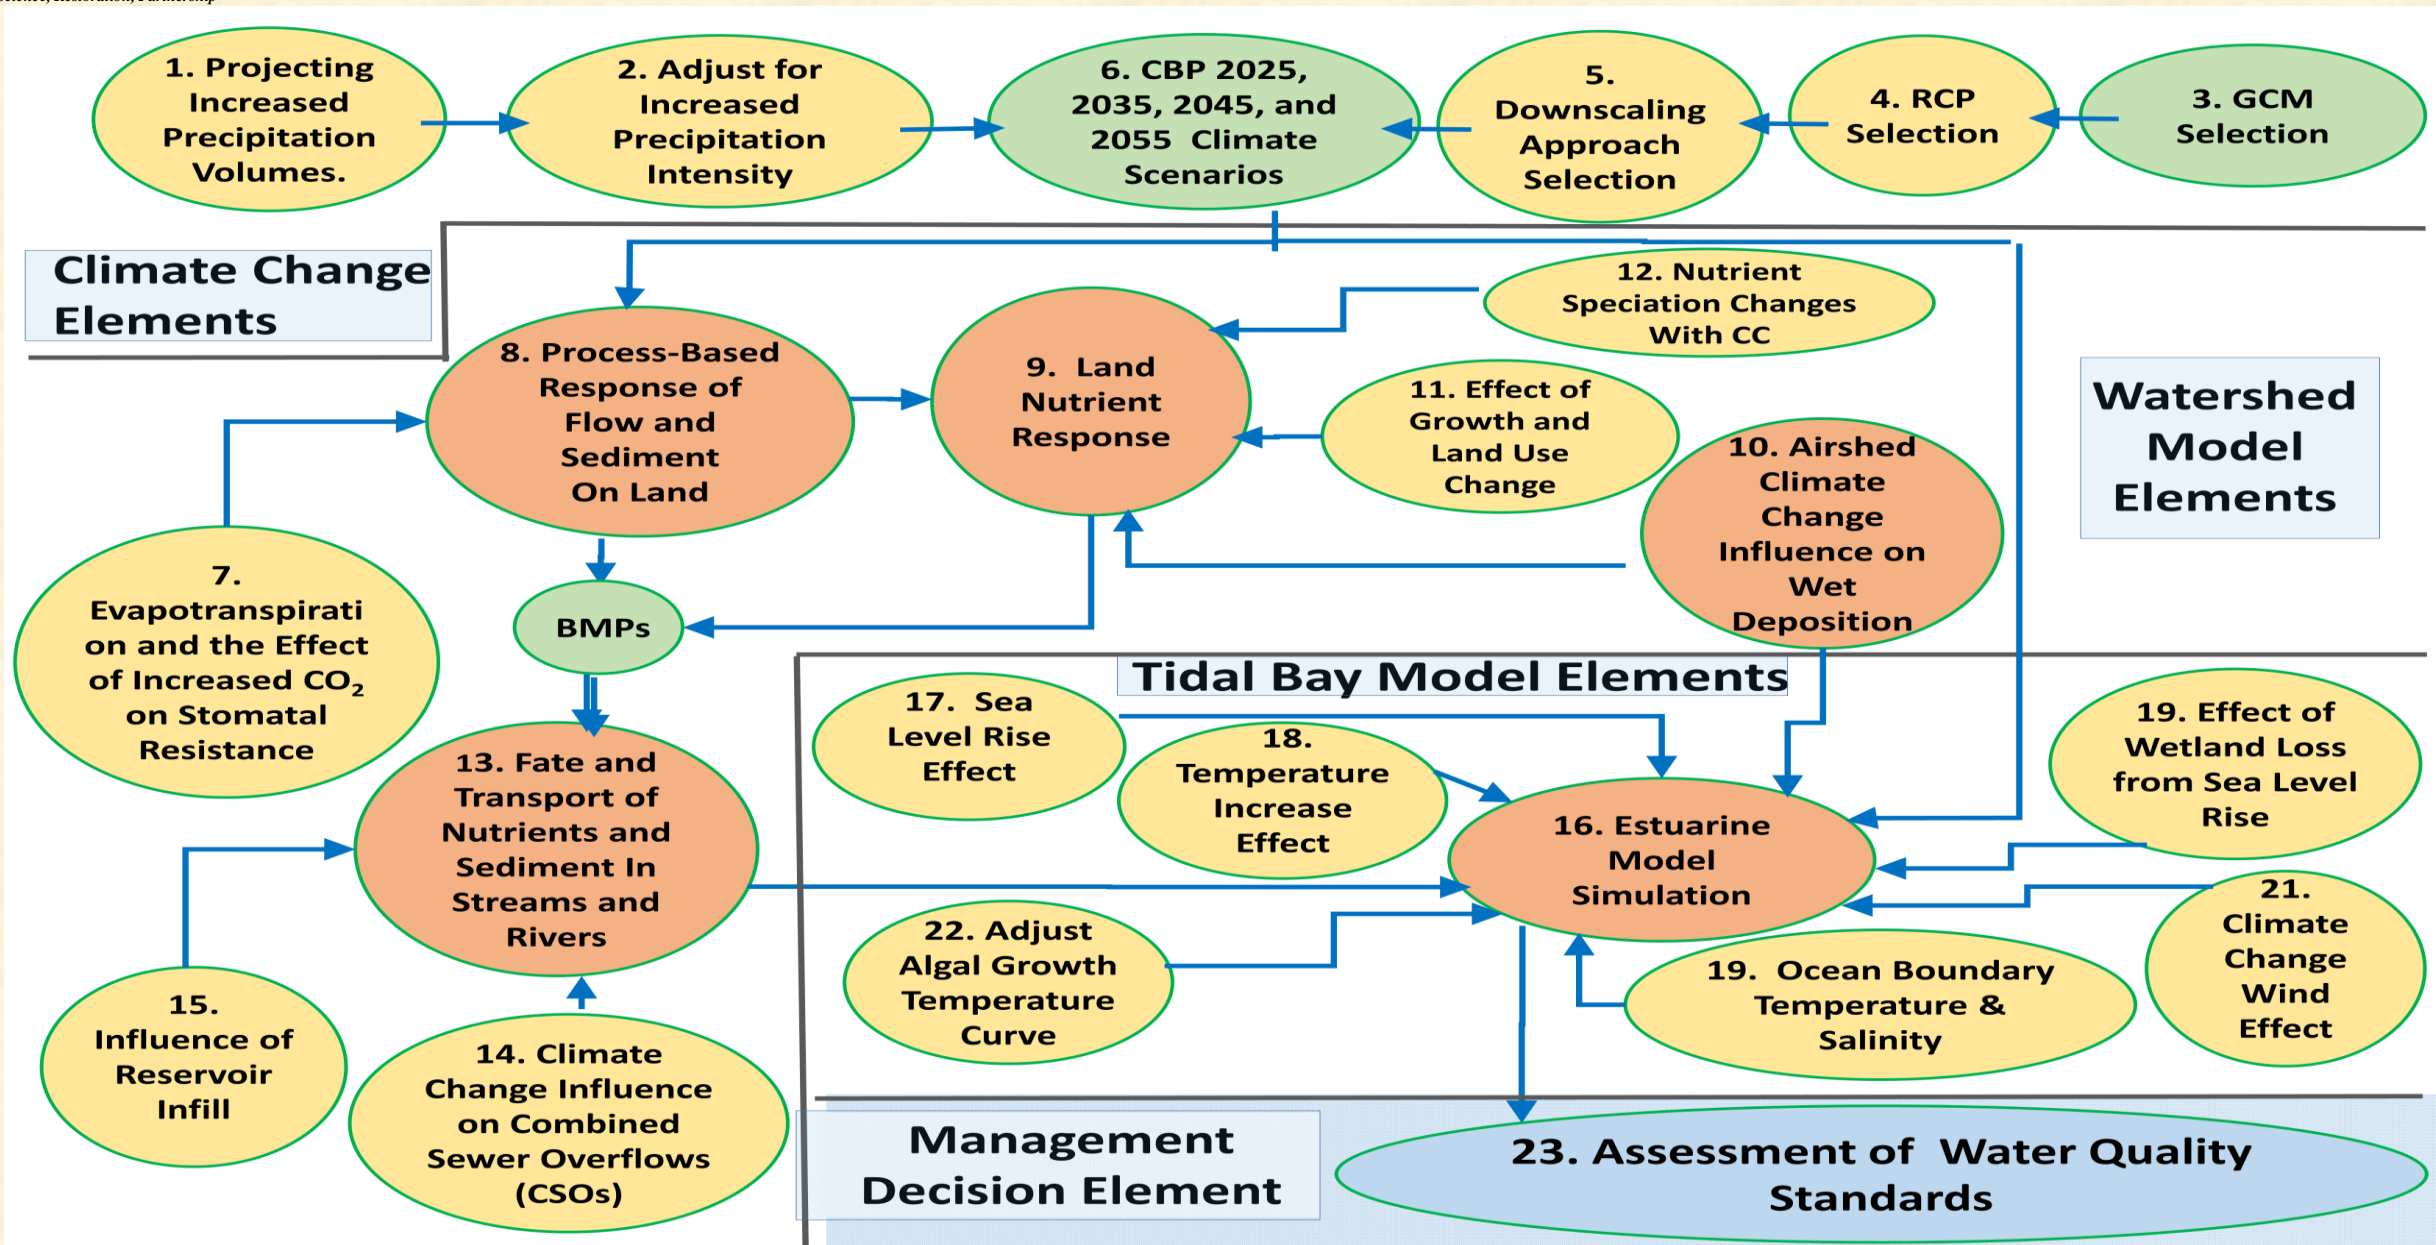 Science, Restoration, Partnership
1. Projecting
Increased
Precipitation
Volumes.
2. Adjust for
Increased
Precipitation
Intensity
6. CBP 2025,
2035, 2045, and
2055 Climate
Scenarios
5.
Downscaling
Approach
Selection
4. RCP
Selection
3. GCM
Selection
Climate Change
Elements
12. Nutrient
Speciation Changes
With CC
8. Process-Based
Response of
Flow and
Sediment
On Land
9. Land
Nutrient
Response
11. Effect of
Growth and
Land Use
Change
10. Airshed
Climate
Change
Influence on
Wet
Deposition
Watershed
Model
Elements
7.
Evapotranspirati
on and the Effect
of Increased CO₂
on Stomatal
Resistance
BMPs
Tidal Bay Model Elements
17. Sea
Level Rise
Effect
18.
Temperature
Increase
Effect
19. Effect of
Wetland Loss
from Sea Level
Rise
13. Fate and
Transport of
Nutrients and
Sediment In
Streams and
Rivers
16. Estuarine
Model
Simulation
22. Adjust
Algal Growth
Temperature
Curve
19. Ocean Boundary
Temperature &
Salinity
21.
Climate
Change
Wind
Effect
15.
Influence of
Reservoir
Infill
14. Climate
Change Influence
on Combined
Sewer Overflows
(CSOs)
Management
Decision Element
23. Assessment of Water Quality
Standards